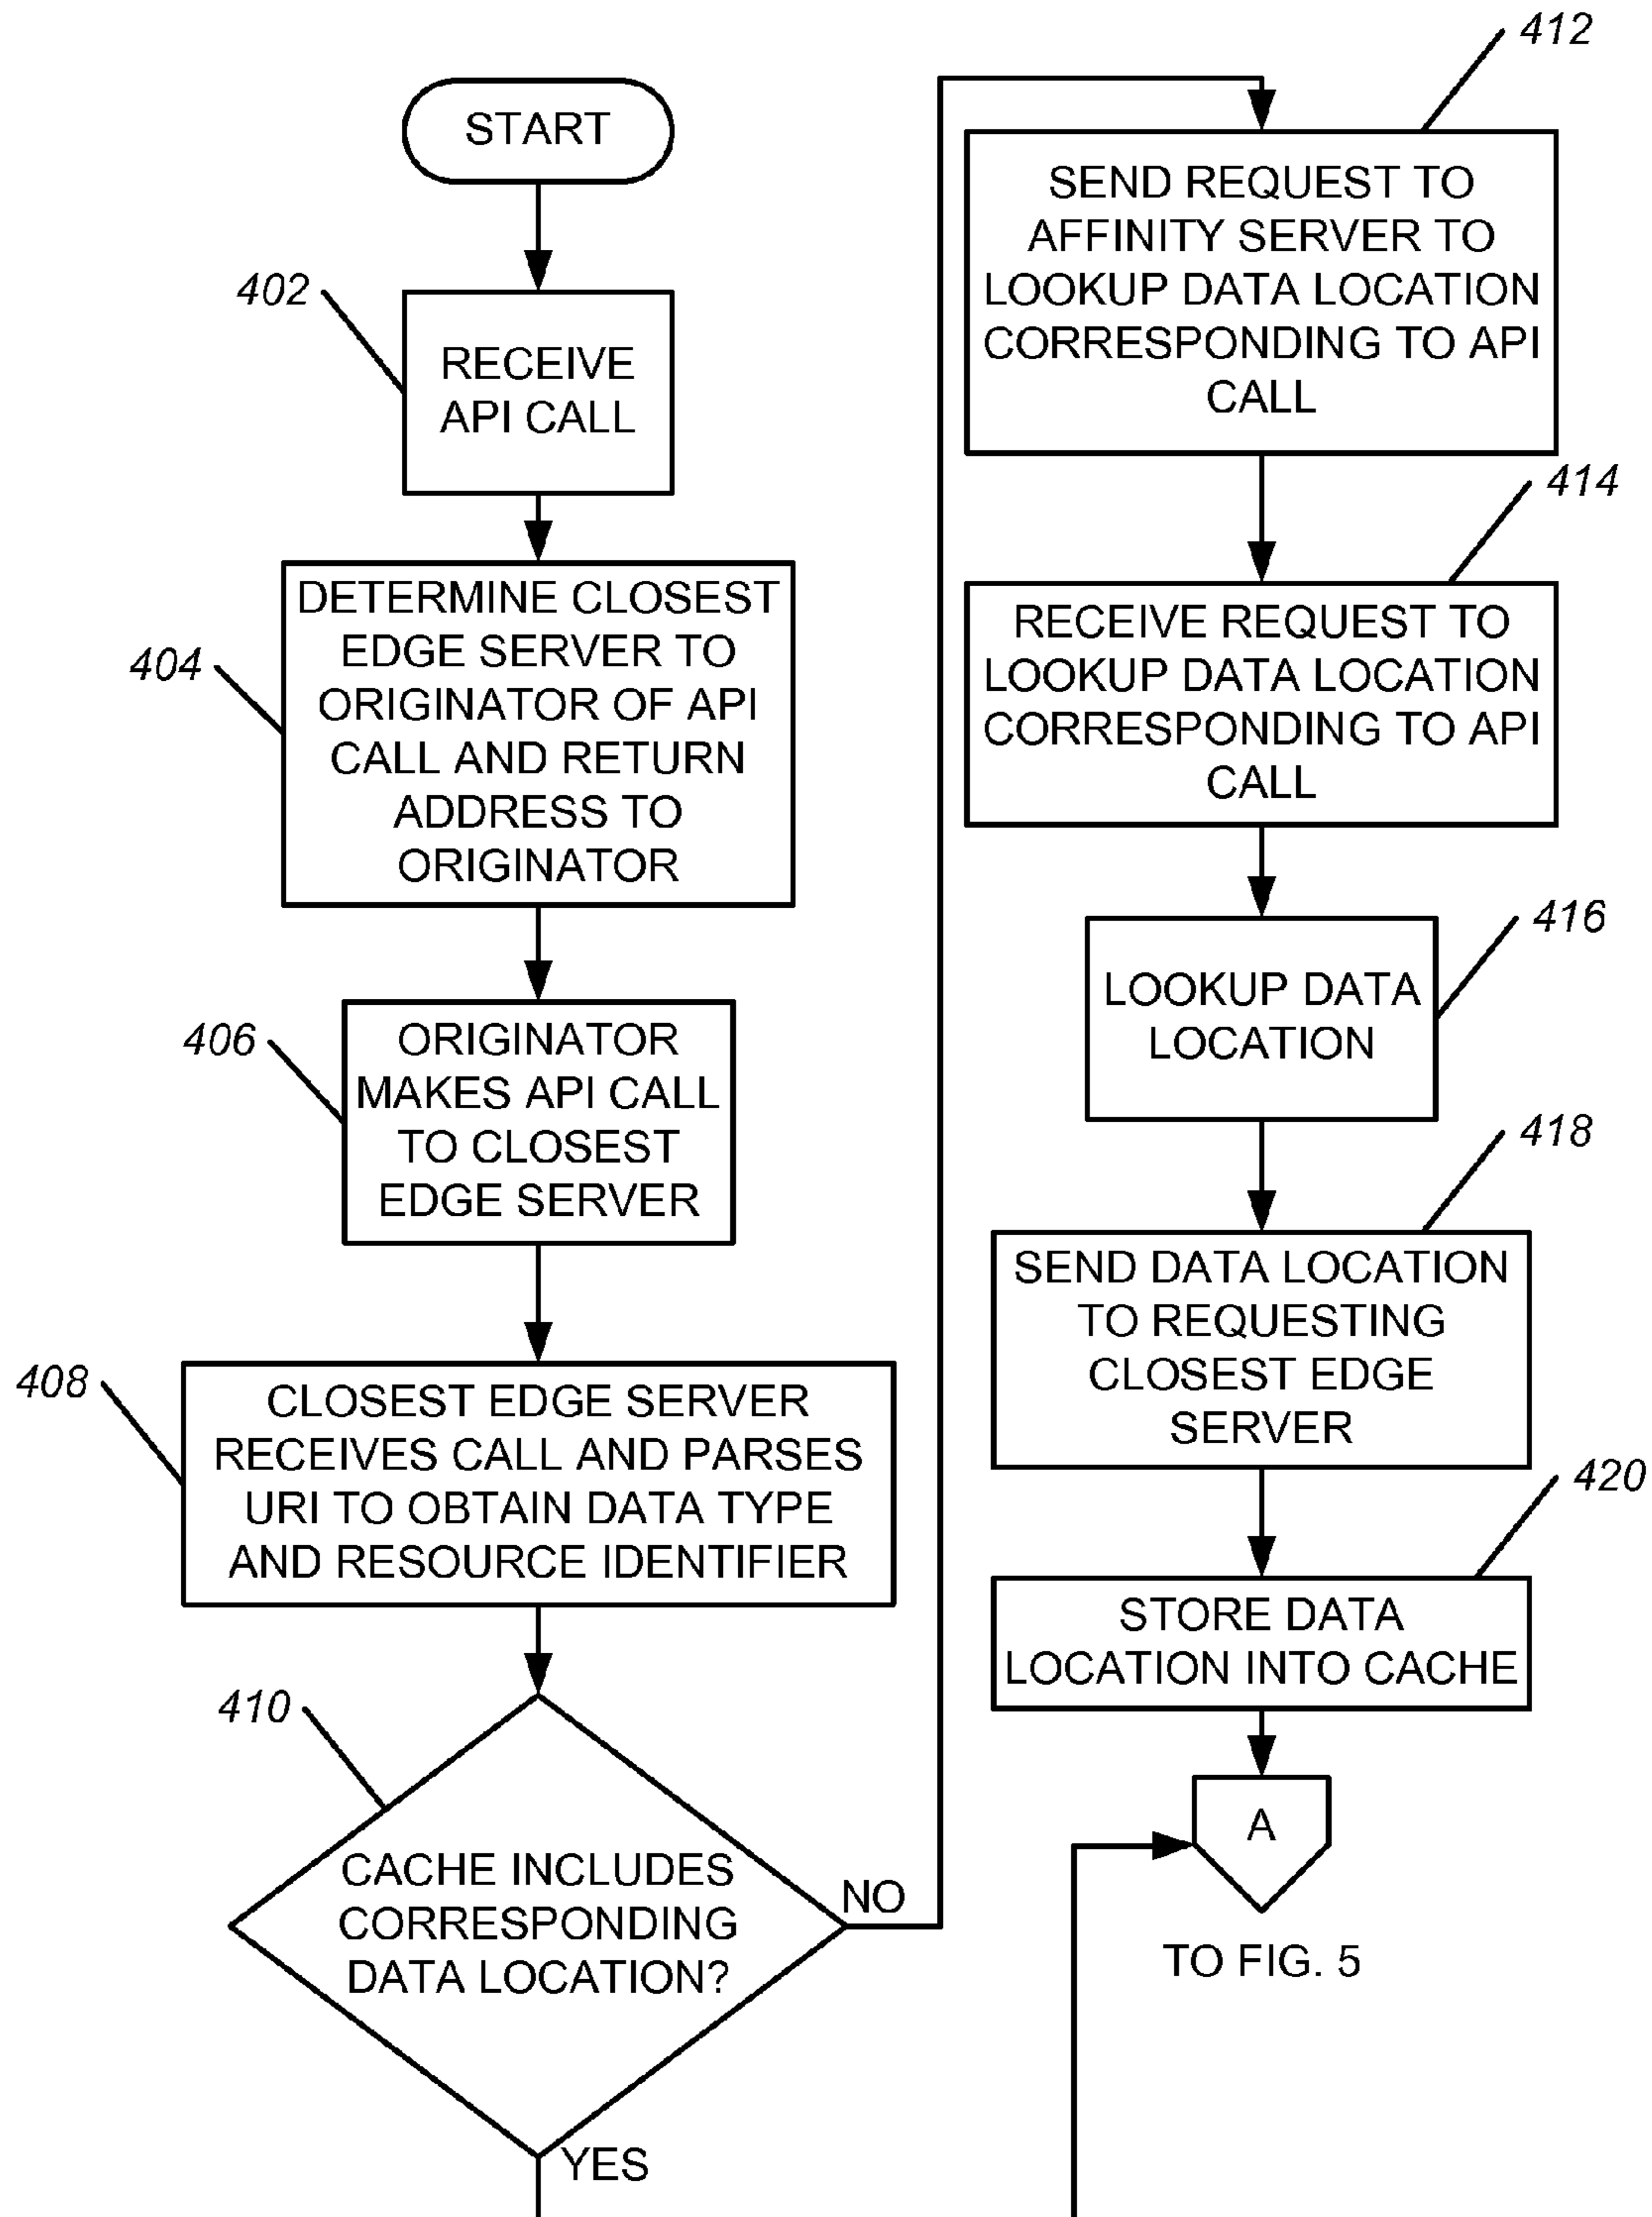 START
402
RECEIVE
API CALL
404
DETERMINE CLOSEST
EDGE SERVER TO
ORIGINATOR OF API
CALL AND RETURN
ADDRESS TO
ORIGINATOR
406
ORIGINATOR
MAKES API CALL
TO CLOSEST
EDGE SERVER
408
CLOSEST EDGE SERVER
RECEIVES CALL AND PARSES
URI TO OBTAIN DATA TYPE
AND RESOURCE IDENTIFIER
410
CACHE INCLUDES
CORRESPONDING
DATA LOCATION?
NO
YES
412
SEND REQUEST TO
AFFINITY SERVER TO
LOOKUP DATA LOCATION
CORRESPONDING TO API
CALL
414
RECEIVE REQUEST TO
LOOKUP DATA LOCATION
CORRESPONDING TO API
CALL
416
LOOKUP DATA
LOCATION
418
SEND DATA LOCATION
TO REQUESTING
CLOSEST EDGE
SERVER
420
STORE DATA
LOCATION INTO CACHE
A
TO FIG. 5